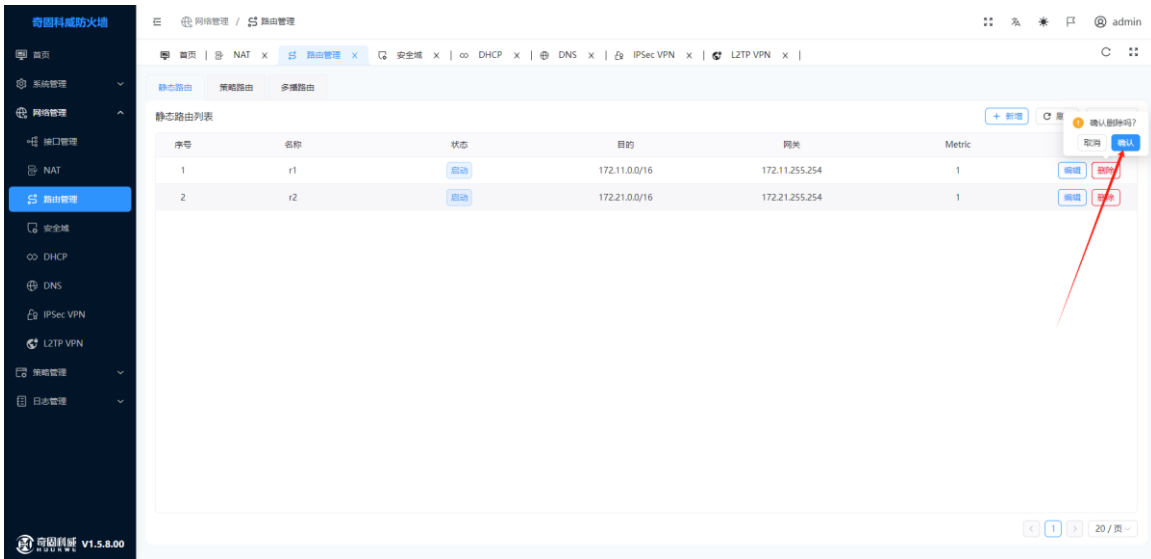 奇固科威防火墙
网络管理 / 路由管理
admin
首页
系统管理
网络管理
接口管理
NAT
路由管理
安全域
DHCP
DNS
IPSec VPN
L2TP VPN
策略管理
日志管理
奇固科威 V1.5.8.00
首页 | NAT x 路由管理 x 安全域 x | DHCP x | DNS x | IPSec VPN x | L2TP VPN x |
静态路由 策略路由 多播路由
静态路由列表
+ 新增
确认删除吗?
取消 确认
序号 名称 状态 目的 网关 Metric
1 r1 启动 172.11.0.0/16 172.11.255.254 1 编辑 删除
2 r2 启动 172.21.0.0/16 172.21.255.254 1 编辑 删除
< 1 > 20 / 页